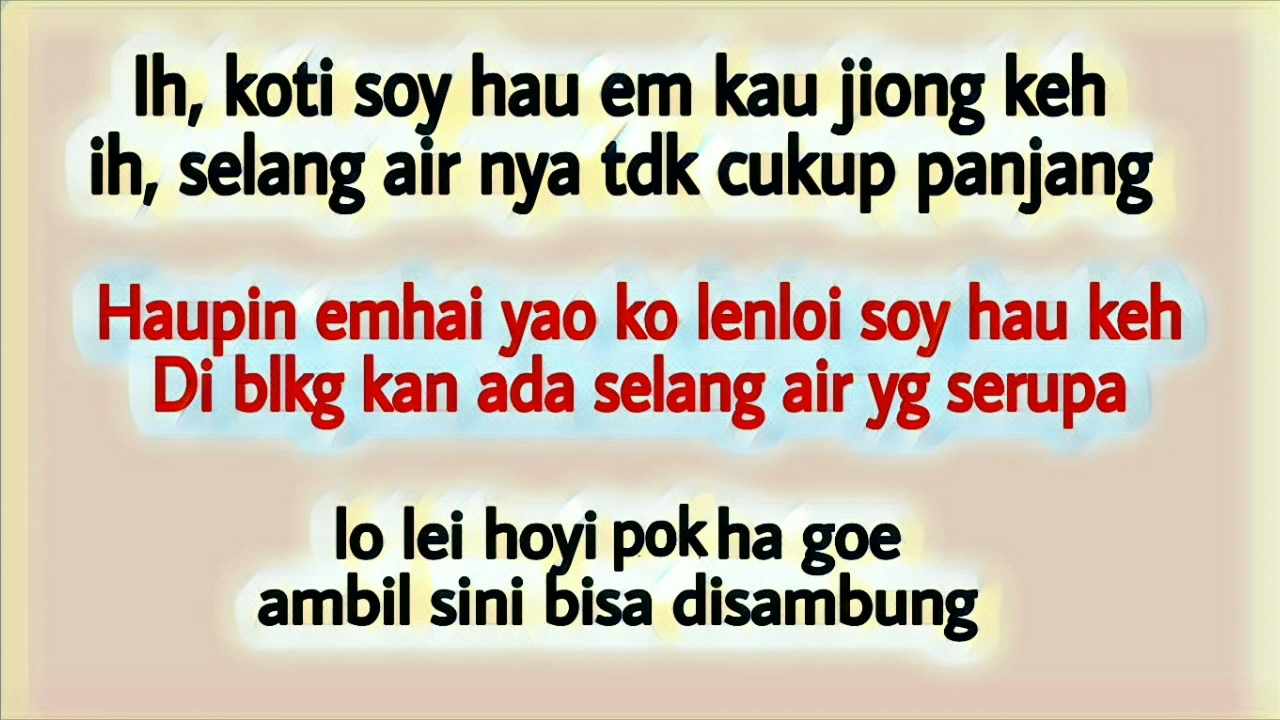 Ih, koti soy hau em kau jiong keh
ih, selang air nya tdk cukup panjang
Haupin emhai yao ko lenloi soy hau keh
Di blkg kan ada selang air yg serupa
lo lei hoyi pok ha goe
ambil sini bisa disambung